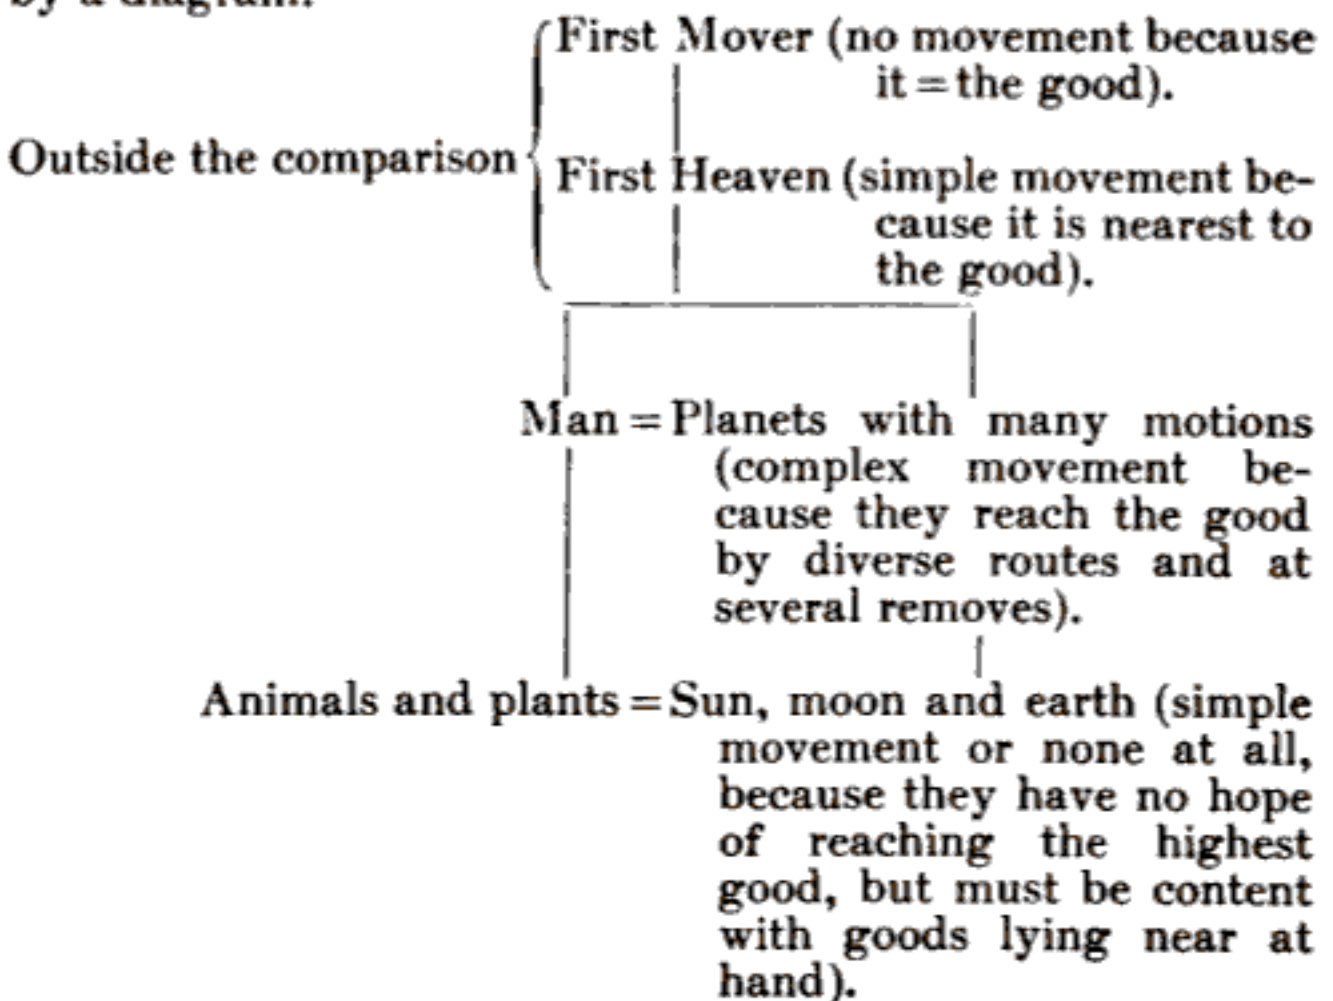 by a diagram:
First Mover (no movement because
it = the good).
Outside the comparison
First Heaven (simple movement be-
cause it is nearest to
the good).
Man = Planets with many motions
(complex movement be-
cause they reach the good
by diverse routes and at
several removes).
Animals and plants = Sun, moon and earth (simple
movement or none at all,
because they have no hope
of reaching the highest
good, but must be content
with goods lying near at
hand).